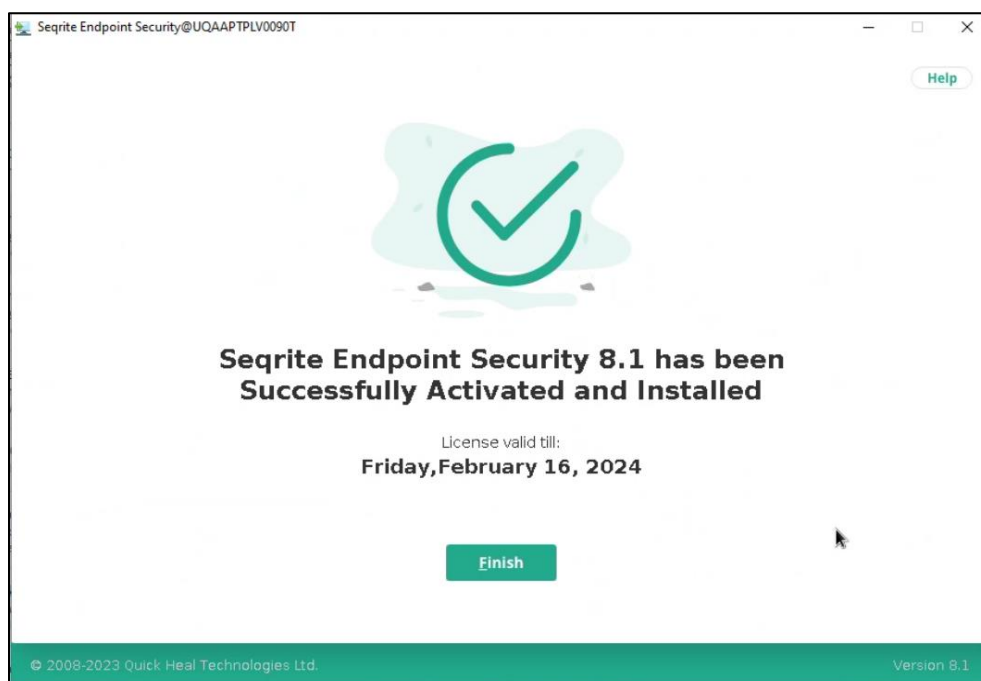 Seqrite Endpoint Security@UQAAPTPLV0090T
Help
Seqrite Endpoint Security 8.1 has been
Successfully Activated and Installed
License valid till:
Friday,February 16, 2024
Finish
© 2008-2023 Quick Heal Technologies Ltd.
Version 8.1